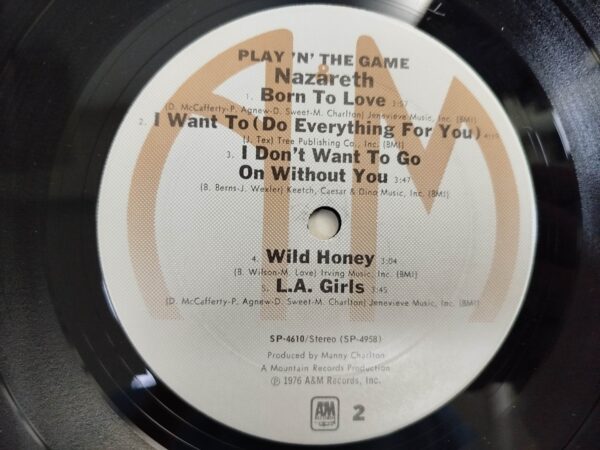 PLAY 'N' THE GAME
Nazareth
1. Born To Love 3:57
(D. McCafferty-P. Agnew-D. Sweet-M. Charlton) Jenevieve Music, Inc. (BMI)
2. I Want To (Do Everything For You) 4:10
(J. Tex) Tree Publishing Co., Inc. (BMI)
3. I Don't Want To Go
On Without You 3:47
(B. Berns-J. Wexler) Keetch, Caesar & Dino Music, Inc. (BMI)
4. Wild Honey 3:04
(B. Wilson-M. Love) Irving Music, Inc. (BMI)
5. L.A. Girls 3:45
(D. McCafferty-P. Agnew-D. Sweet-M. Charlton) Jenevieve Music, Inc. (BMI)
SP-4610/Stereo (SP-4958)
Produced by Manny Charlton
A Mountain Records Production
℗ 1976 A&M Records, Inc.
A&M 2